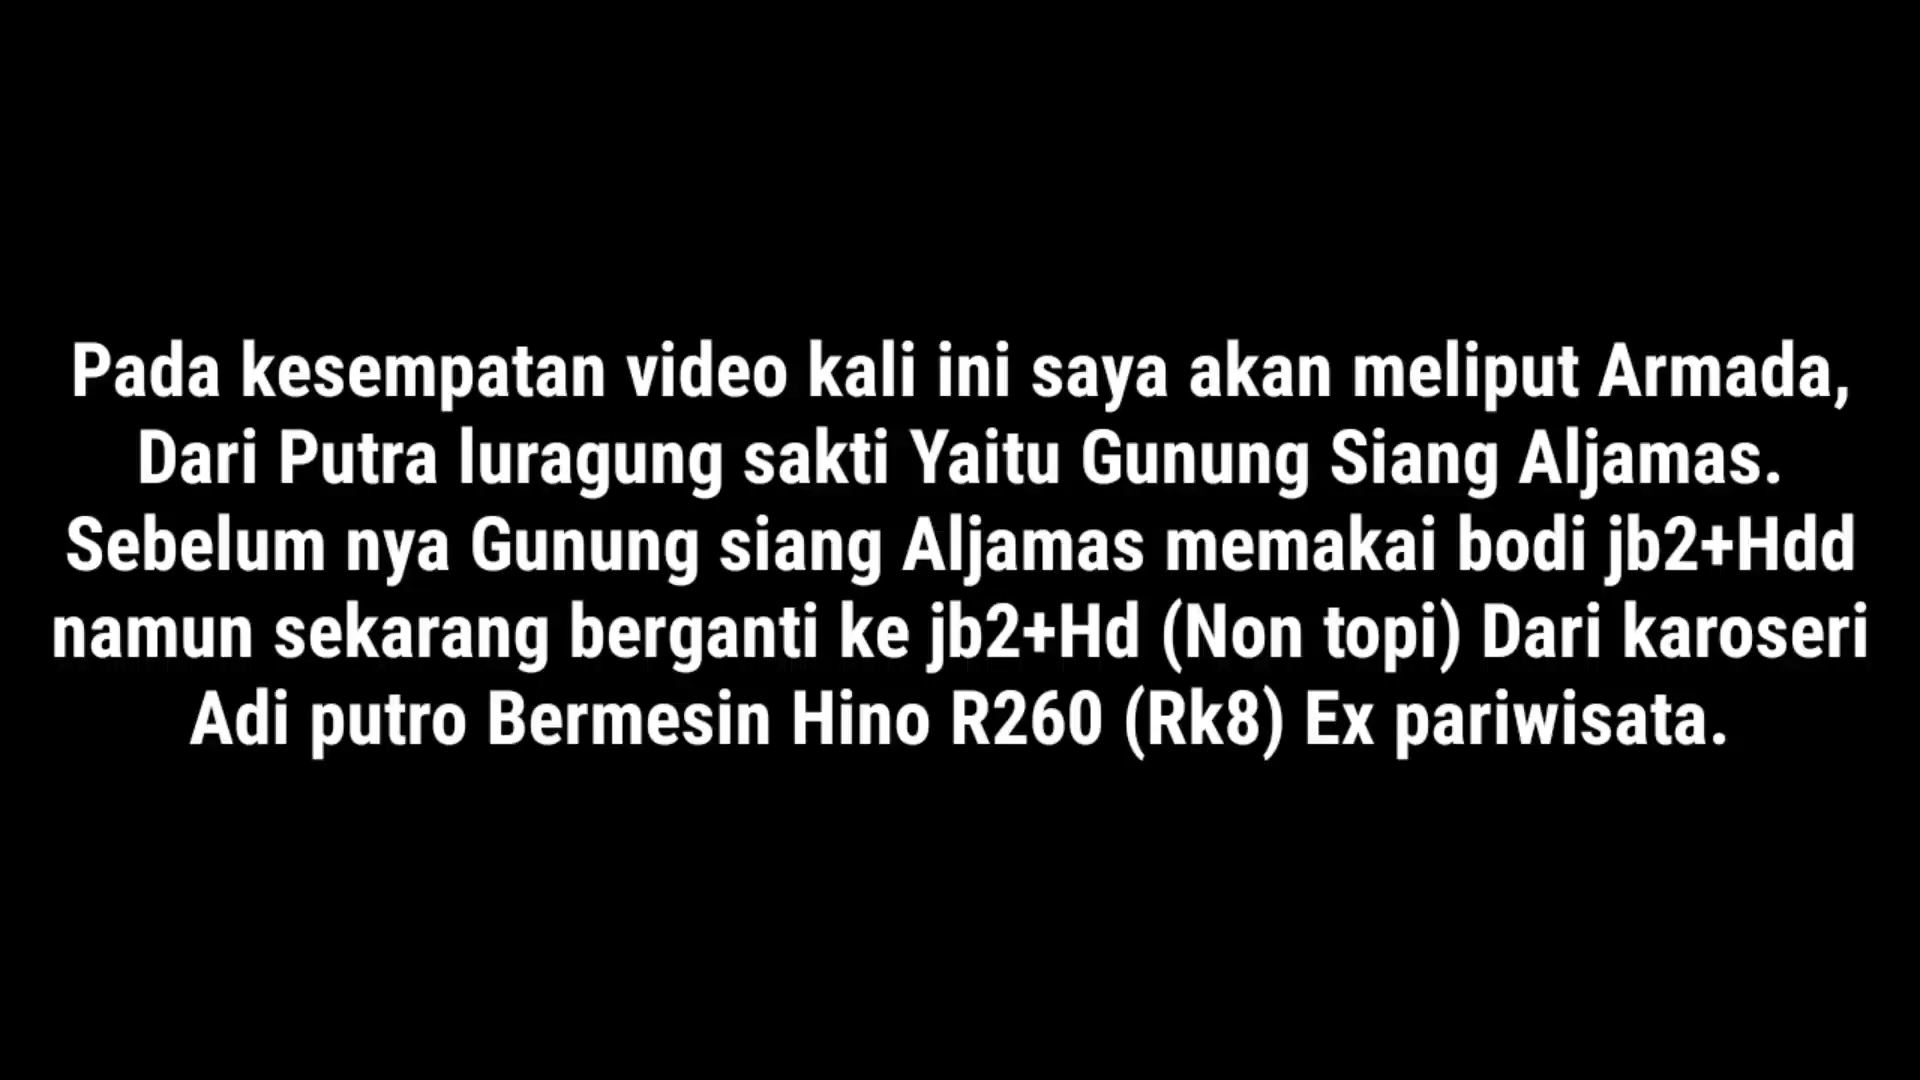 Pada kesempatan video kali ini saya akan meliput Armada,
Dari Putra luragung sakti Yaitu Gunung Siang Aljamas.
Sebelum nya Gunung siang Aljamas memakai bodi jb2+Hdd
namun sekarang berganti ke jb2+Hd (Non topi) Dari karoseri
Adi putro Bermesin Hino R260 (Rk8) Ex pariwisata.